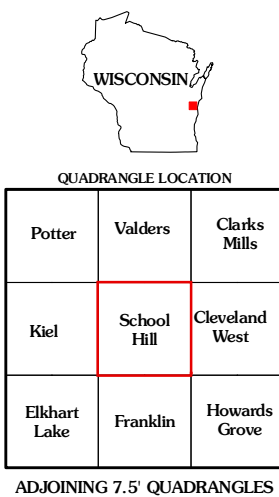 WISCONSIN
QUADRANGLE LOCATION
Potter
Valders
Clarks
Mills
Kiel
School
Hill
Cleveland
West
Elkhart
Lake
Franklin
Howards
Grove
ADJOINING 7.5' QUADRANGLES